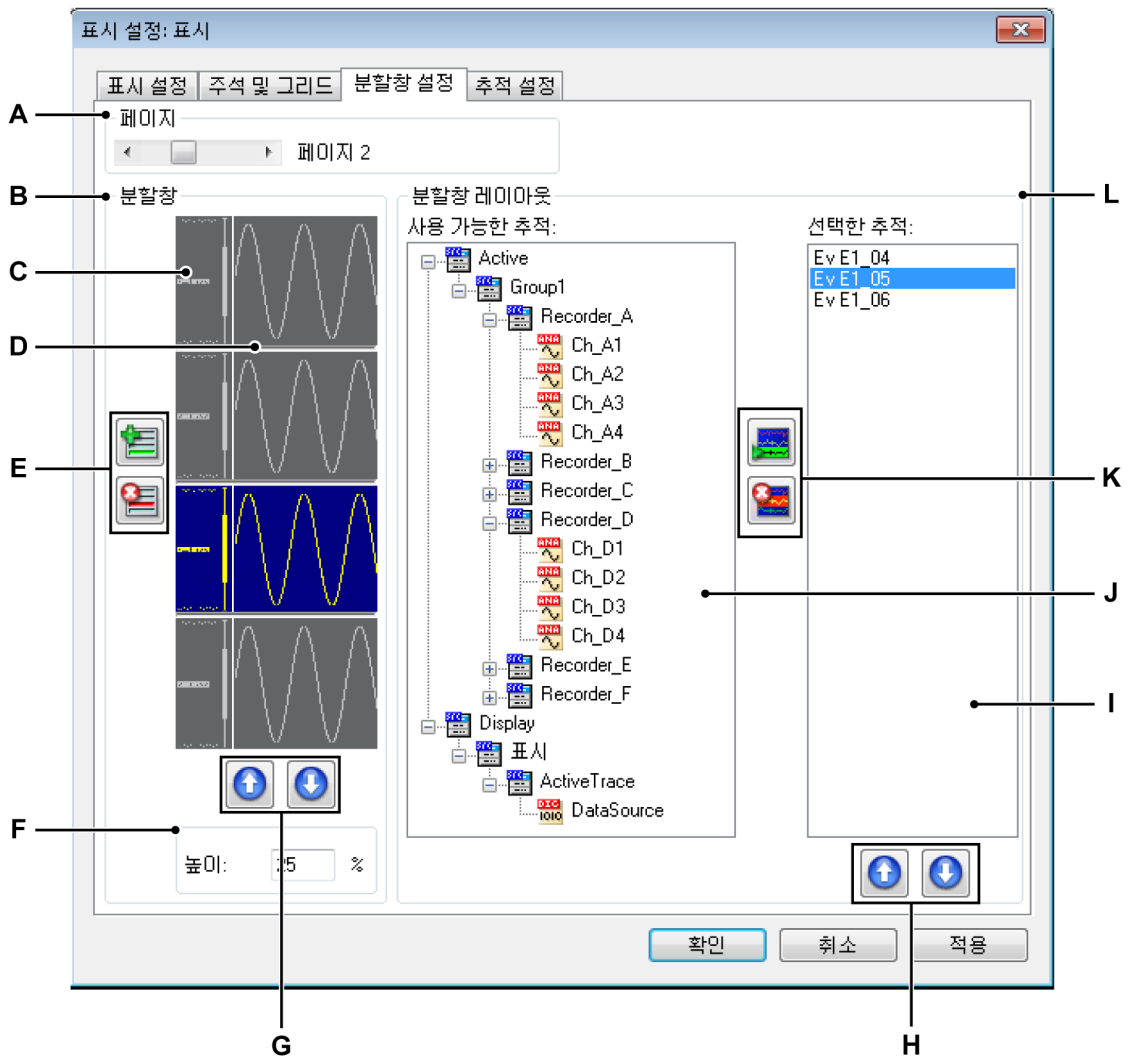 표시 설정: 표시
표시 설정
주석 및 그리드
분할창 설정
추적 설정
A
페이지
페이지 2
B
분할창
분할창 레이아웃
L
사용 가능한 추적:
선택한 추적:
C
D
E
Active
Group1
Recorder_A
Ch_A1
Ch_A2
Ch_A3
Ch_A4
Recorder_B
Recorder_C
Recorder_D
Ch_D1
Ch_D2
Ch_D3
Ch_D4
Recorder_E
Recorder_F
Display
표시
ActiveTrace
DataSource
Ev E1_04
Ev E1_05
Ev E1_06
K
J
I
F
높이:
25
%
확인
취소
적용
G
H